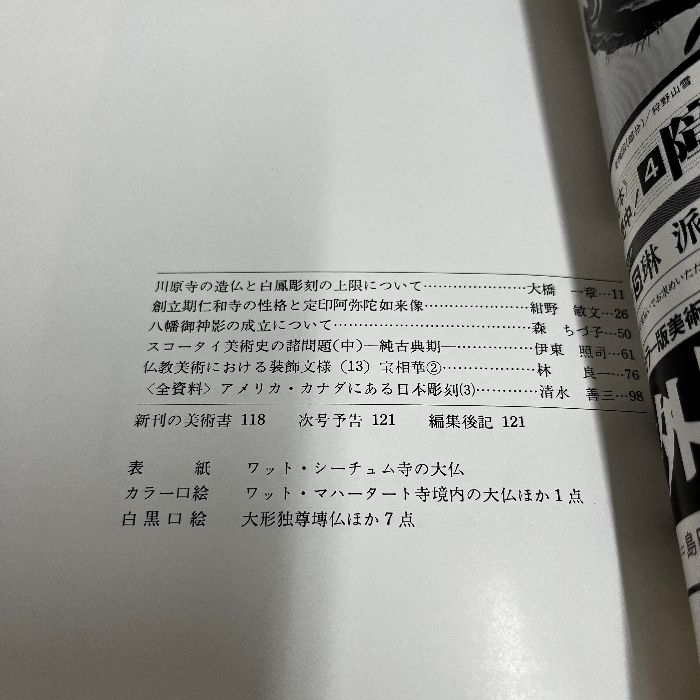 川原寺の造仏と白鳳彫刻の上限について…………………大橋 一章…11
創立期仁和寺の性格と定印阿弥陀如来像…………………紺野 敏文…26
八幡御神影の成立について…………………………………森 ちづ子…50
スコータイ美術史の諸問題(中)―純古典期―……………伊東 照司…61
仏教美術における装飾文様(13)宝相華②………………林 良一…76
〈全資料〉アメリカ・カナダにある日本彫刻(3)…………清水 善三…98
新刊の美術書 118 次号予告 121 編集後記 121
表 紙 ワット・シーチュム寺の大仏
カラー口絵 ワット・マハータート寺境内の大仏ほか1点
白黒口絵 大形独尊塼仏ほか7点
狩野山雪
4
琳派